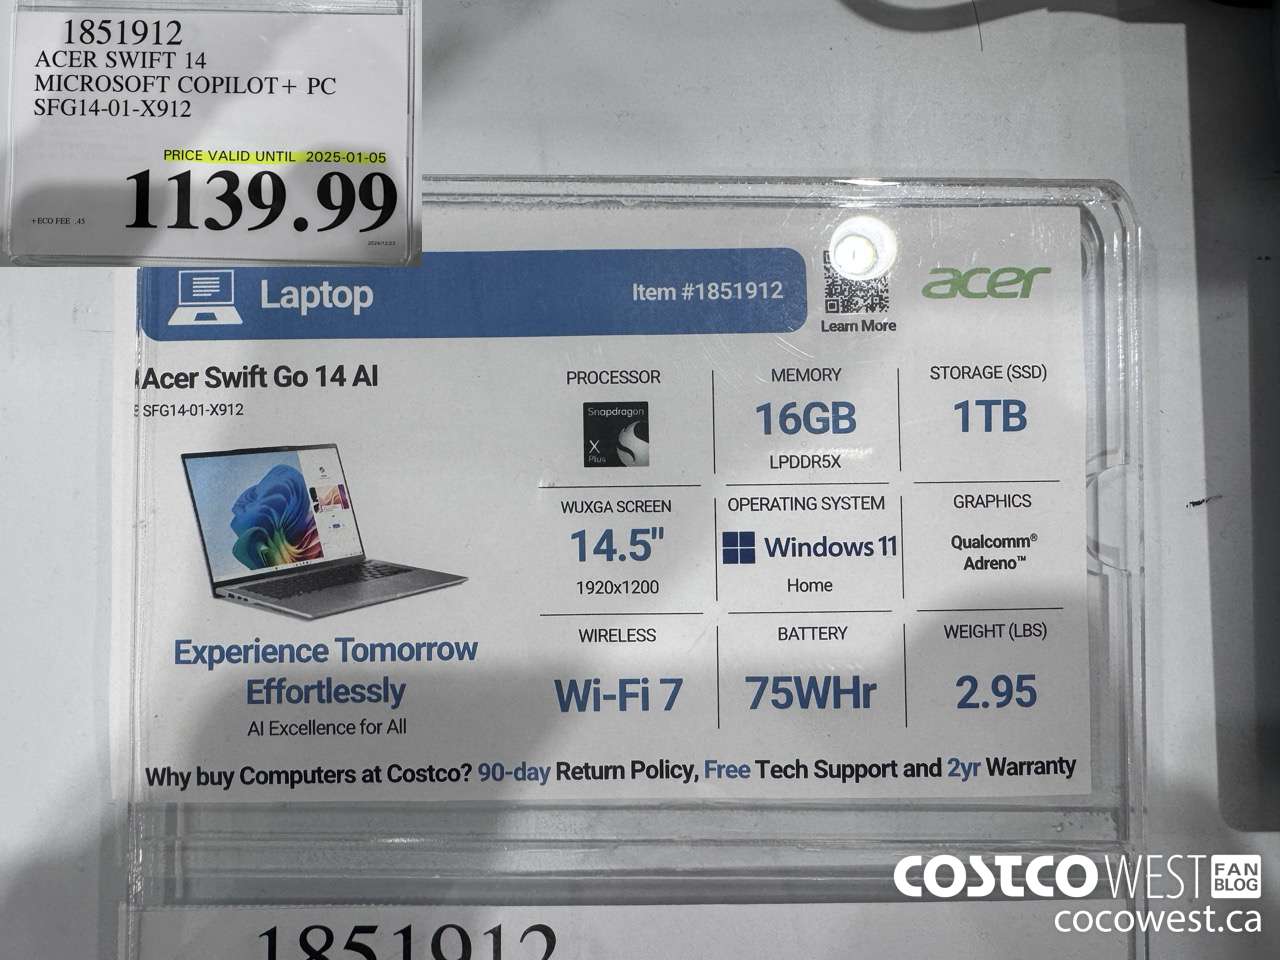 1851912
ACER SWIFT 14
MICROSOFT COPILOT+ PC
SFG14-01-X912
PRICE VALID UNTIL 2025-01-05
1139.99
+ECO FEE .45
2024/12/23
Laptop
Item #1851912
Learn More
acer
Acer Swift Go 14 AI
SFG14-01-X912
PROCESSOR
Snapdragon
X
Plus
MEMORY
16GB
LPDDR5X
STORAGE (SSD)
1TB
WUXGA SCREEN
14.5"
1920x1200
OPERATING SYSTEM
Windows 11
Home
GRAPHICS
Qualcomm®
Adreno™
WIRELESS
Wi-Fi 7
BATTERY
75WHr
WEIGHT (LBS)
2.95
Experience Tomorrow
Effortlessly
AI Excellence for All
Why buy Computers at Costco? 90-day Return Policy, Free Tech Support and 2yr Warranty
1851912
COSTCO WEST FAN BLOG
cocowest.ca